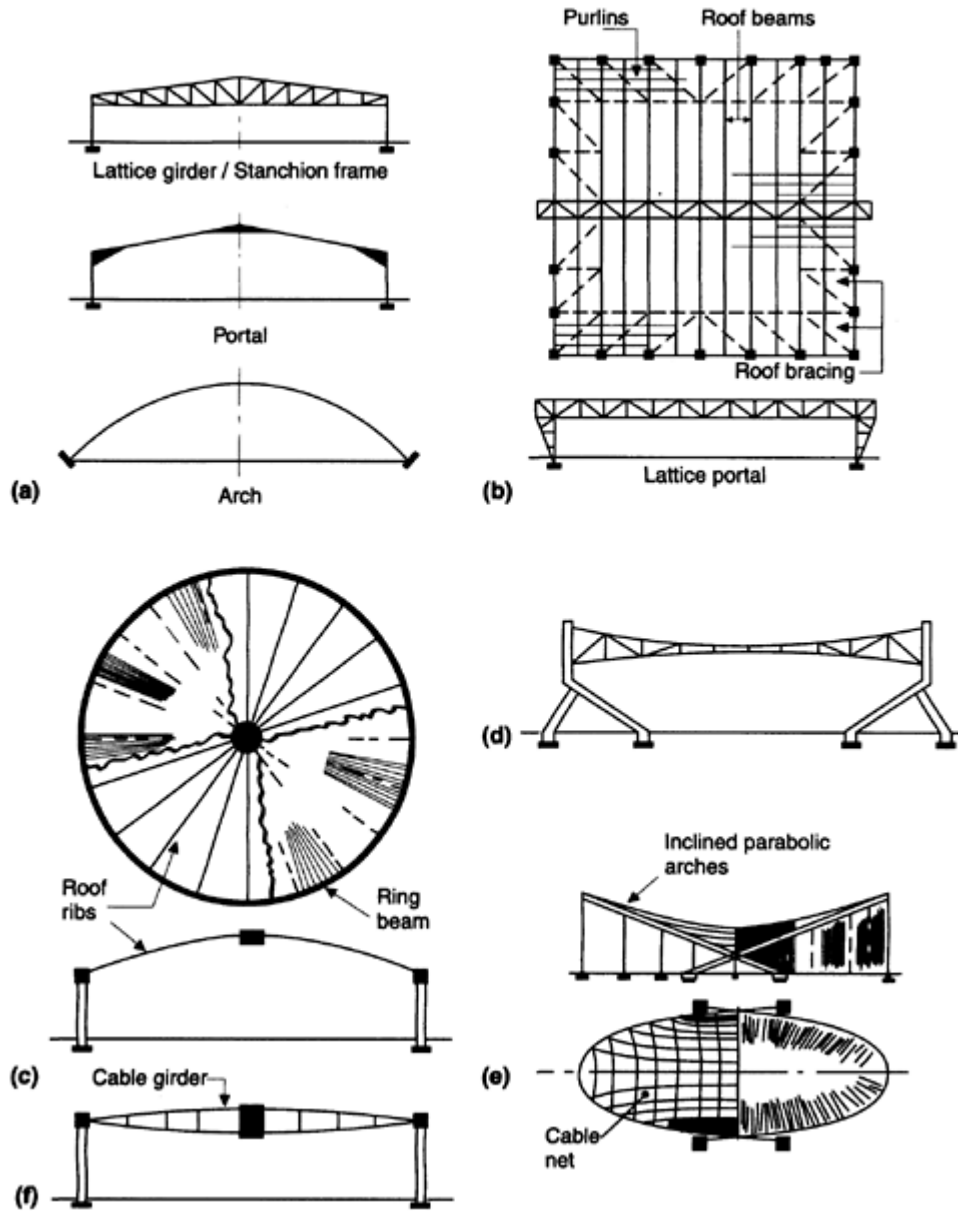 Lattice girder / Stanchion frame
Portal
Arch
(a)
Purlins
Roof beams
Roof bracing
Lattice portal
(b)
Roof
ribs
Ring
beam
(c)
(d)
Inclined parabolic
arches
Cable
net
(e)
Cable girder
(f)